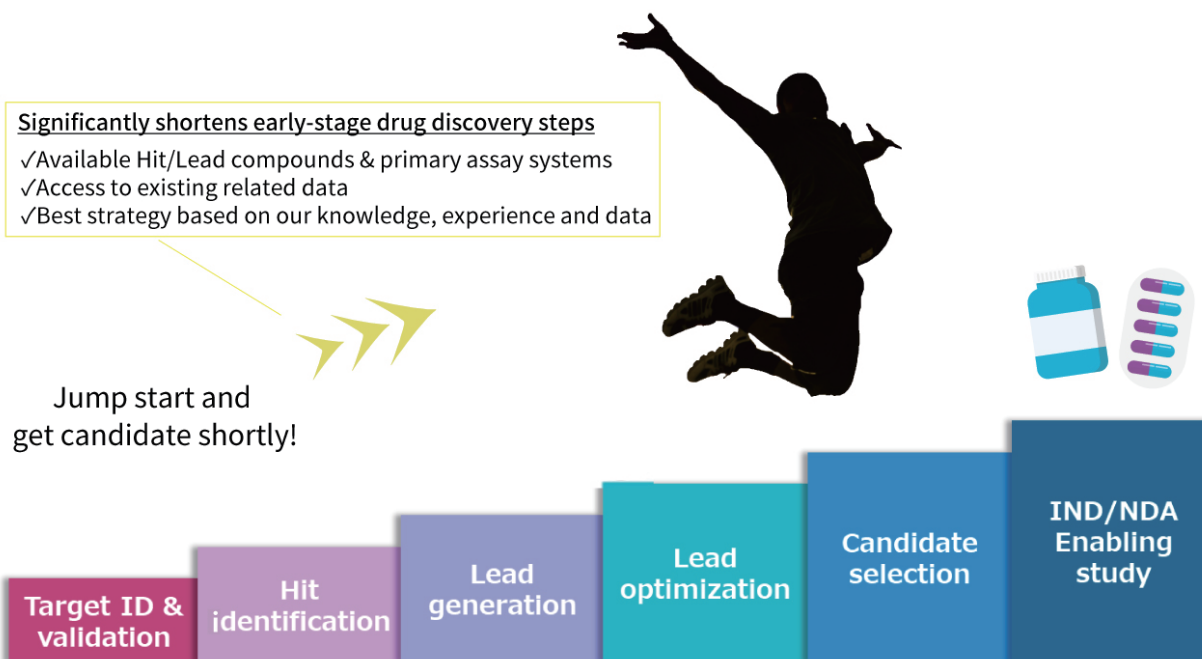 Significantly shortens early-stage drug discovery steps
✓Available Hit/Lead compounds & primary assay systems
✓Access to existing related data
✓Best strategy based on our knowledge, experience and data
Jump start and
get candidate shortly!
Target ID &
validation
Hit
identification
Lead
generation
Lead
optimization
Candidate
selection
IND/NDA
Enabling
study